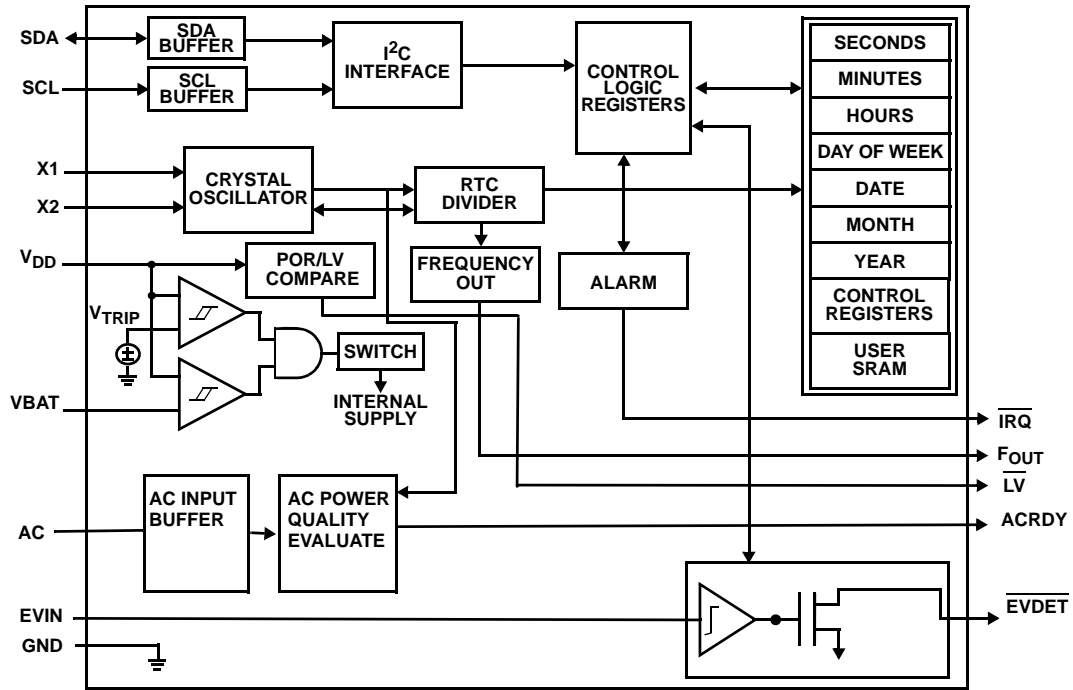 SDA
SDA
BUFFER
SCL
SCL
BUFFER
I²C
INTERFACE
CONTROL
LOGIC
REGISTERS
SECONDS
MINUTES
HOURS
DAY OF WEEK
DATE
MONTH
YEAR
CONTROL
REGISTERS
USER
SRAM
X1
X2
CRYSTAL
OSCILLATOR
RTC
DIVIDER
FREQUENCY
OUT
ALARM
VDD
POR/LV
COMPARE
VTRIP
VBAT
SWITCH
INTERNAL
SUPPLY
IRQ
FOUT
LV
AC
AC INPUT
BUFFER
AC POWER
QUALITY
EVALUATE
ACRDY
EVIN
EVDET
GND